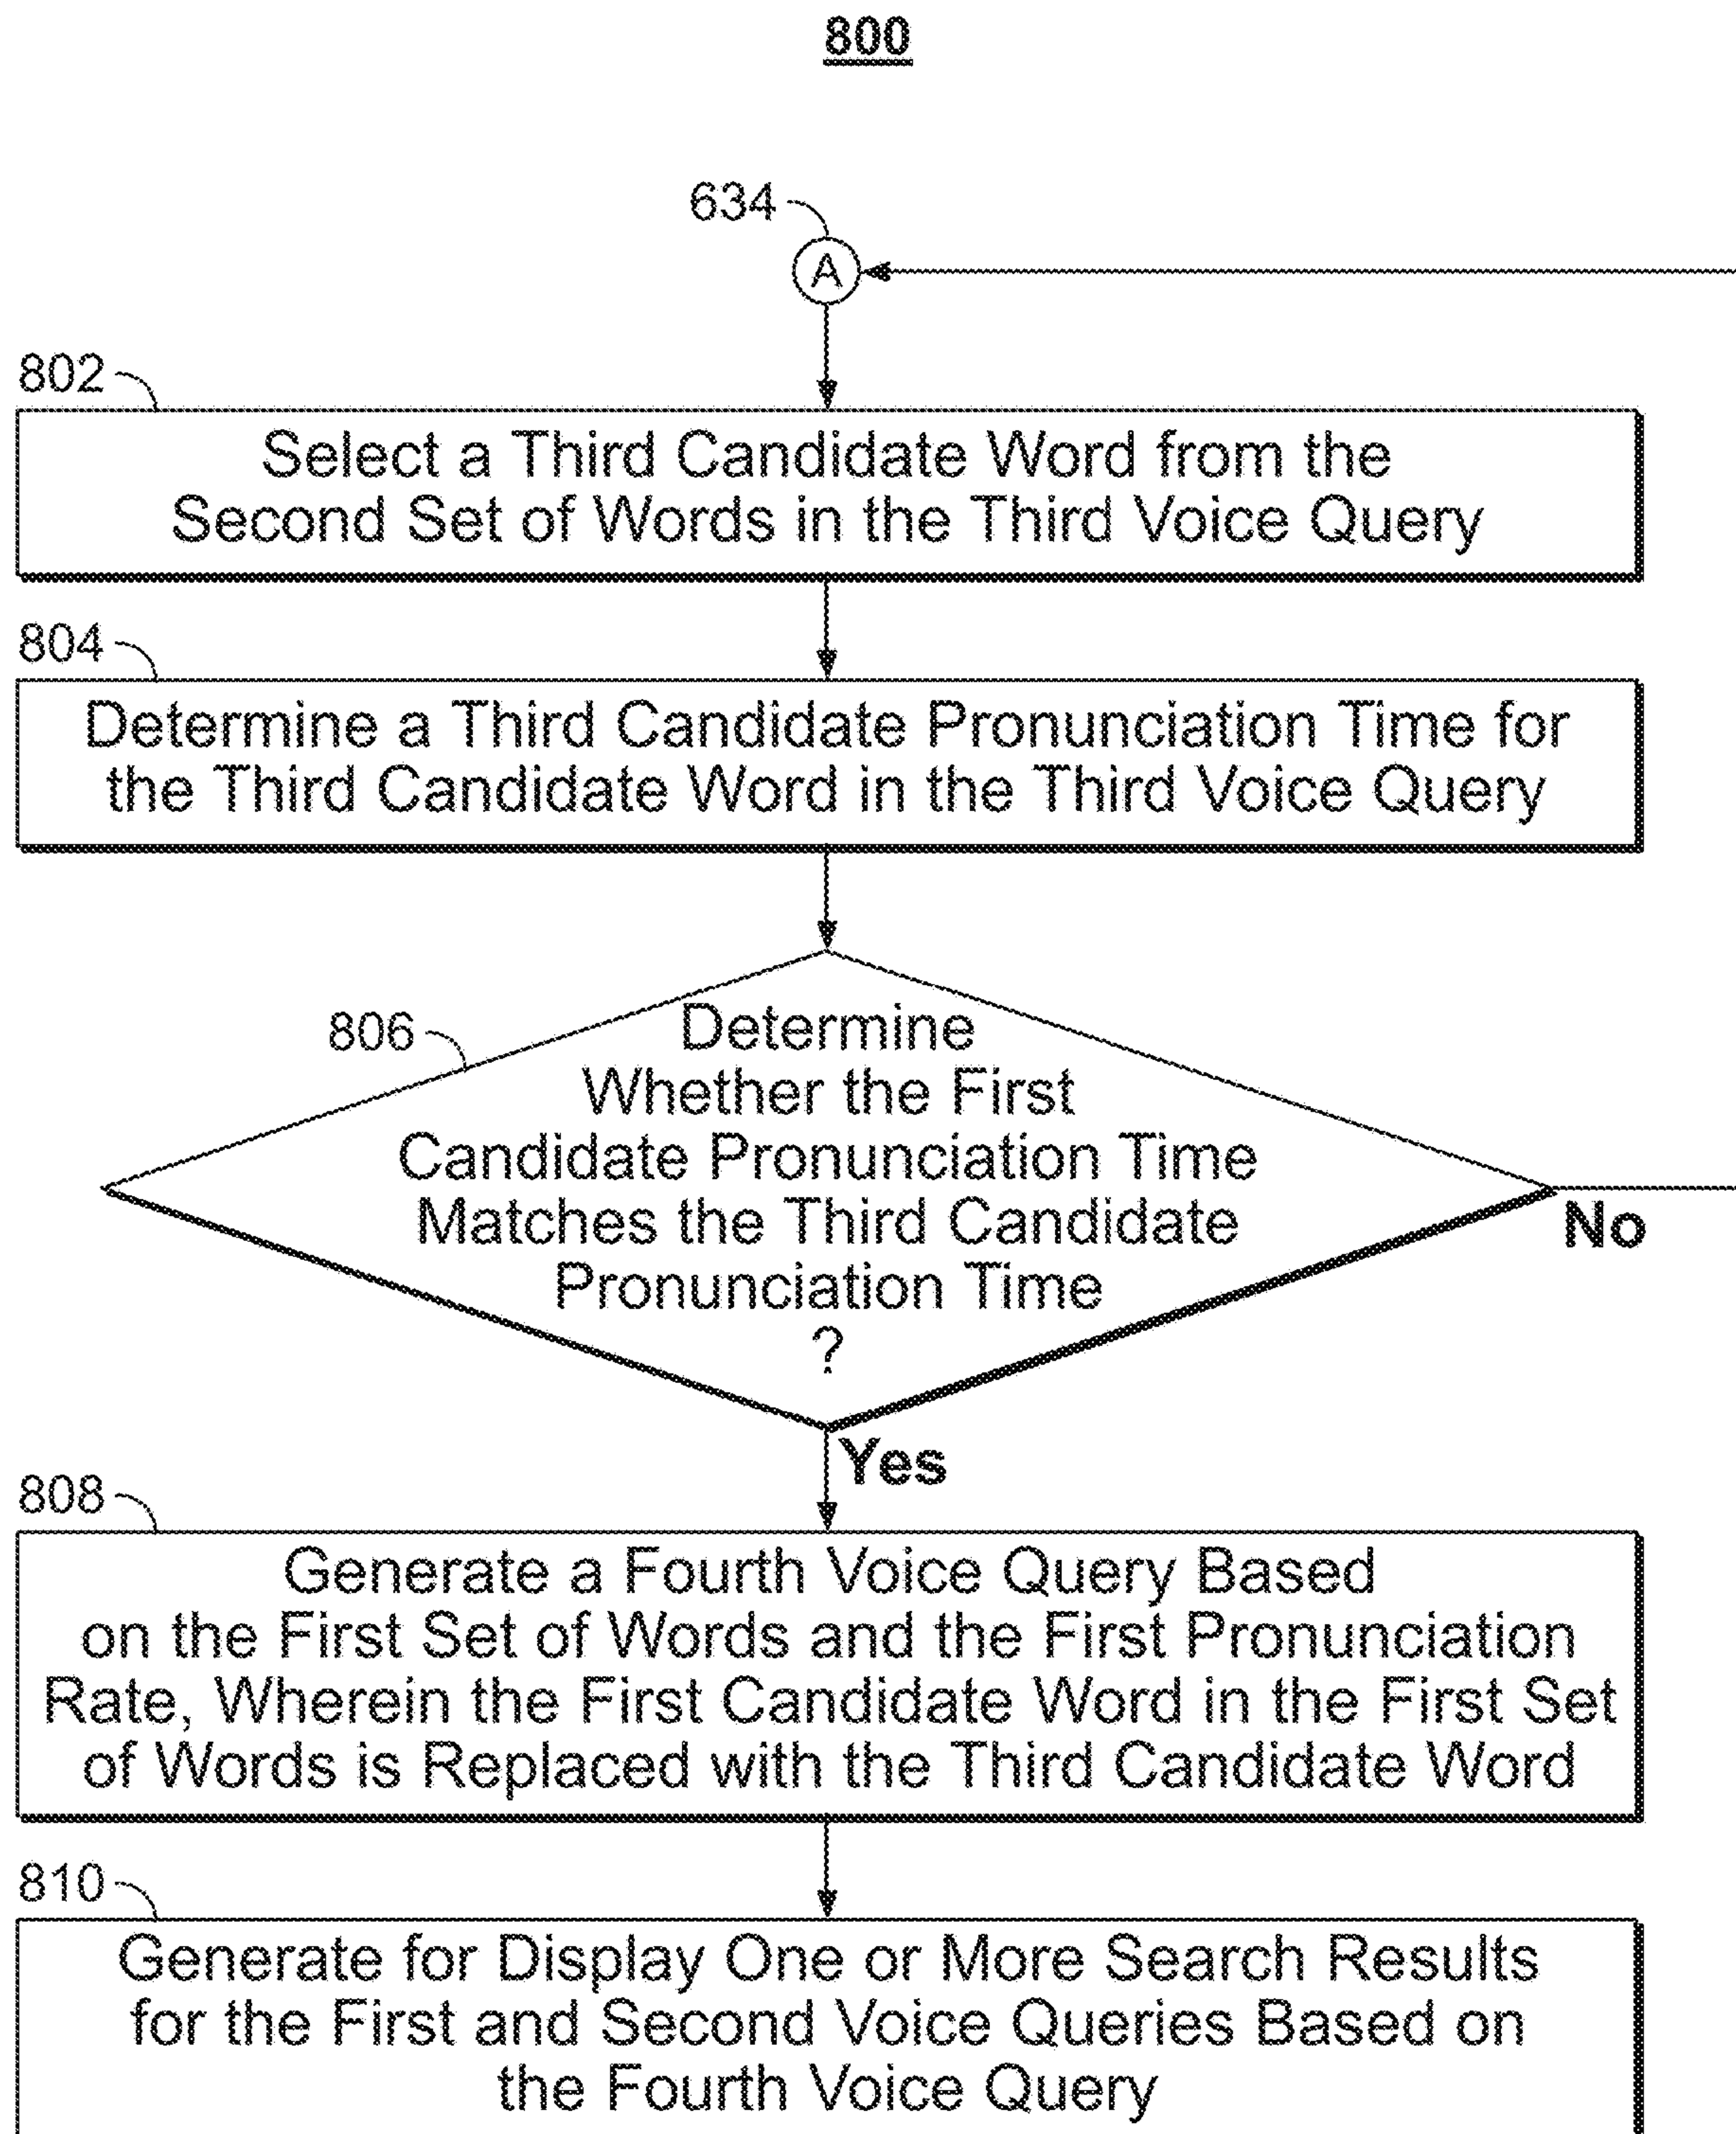 800
634
A
802
Select a Third Candidate Word from the
Second Set of Words in the Third Voice Query
804
Determine a Third Candidate Pronunciation Time for
the Third Candidate Word in the Third Voice Query
806
Determine
Whether the First
Candidate Pronunciation Time
Matches the Third Candidate
Pronunciation Time
?
No
Yes
808
Generate a Fourth Voice Query Based
on the First Set of Words and the First Pronunciation
Rate, Wherein the First Candidate Word in the First Set
of Words is Replaced with the Third Candidate Word
810
Generate for Display One or More Search Results
for the First and Second Voice Queries Based on
the Fourth Voice Query